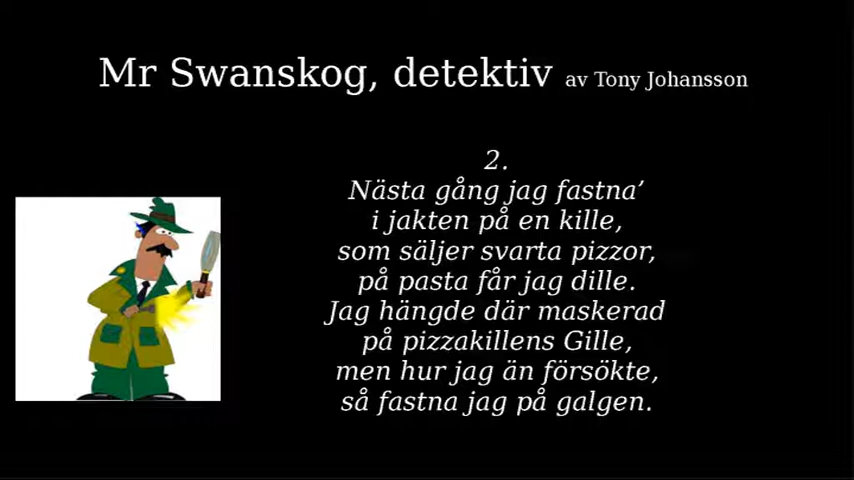 Mr Swanskog, detektiv av Tony Johansson
2.
Nästa gång jag fastna’
i jakten på en kille,
som säljer svarta pizzor,
på pasta får jag dille.
Jag hängde där maskerad
på pizzakillens Gille,
men hur jag än försökte,
så fastna jag på galgen.